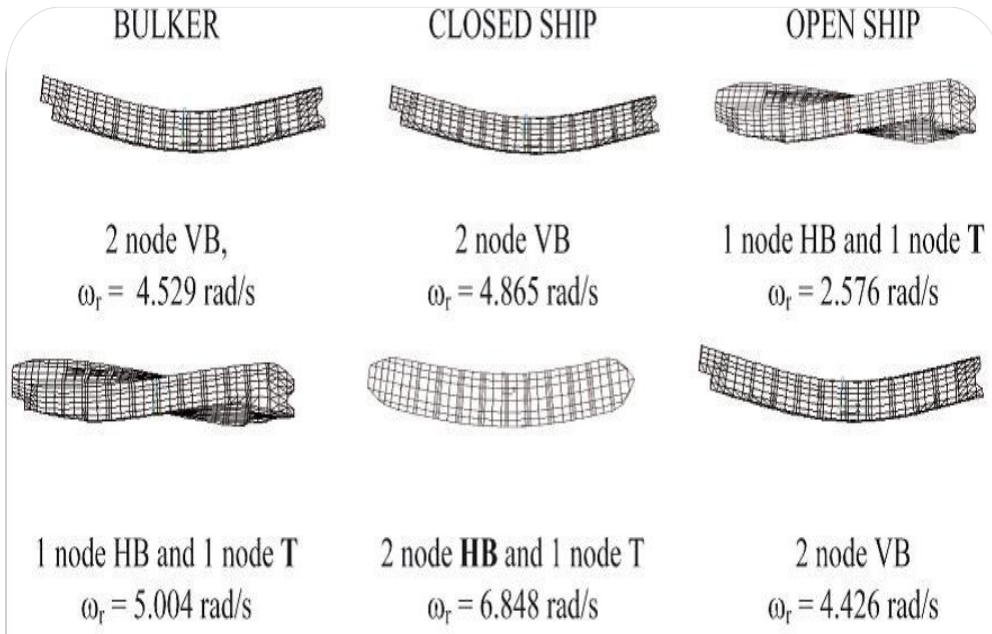 BULKER
CLOSED SHIP
OPEN SHIP
2 node VB,
2 node VB
1 node HB and 1 node T
ωr = 4.529 rad/s
ωr = 4.865 rad/s
ωr = 2.576 rad/s
1 node HB and 1 node T
2 node HB and 1 node T
2 node VB
ωr = 5.004 rad/s
ωr = 6.848 rad/s
ωr = 4.426 rad/s